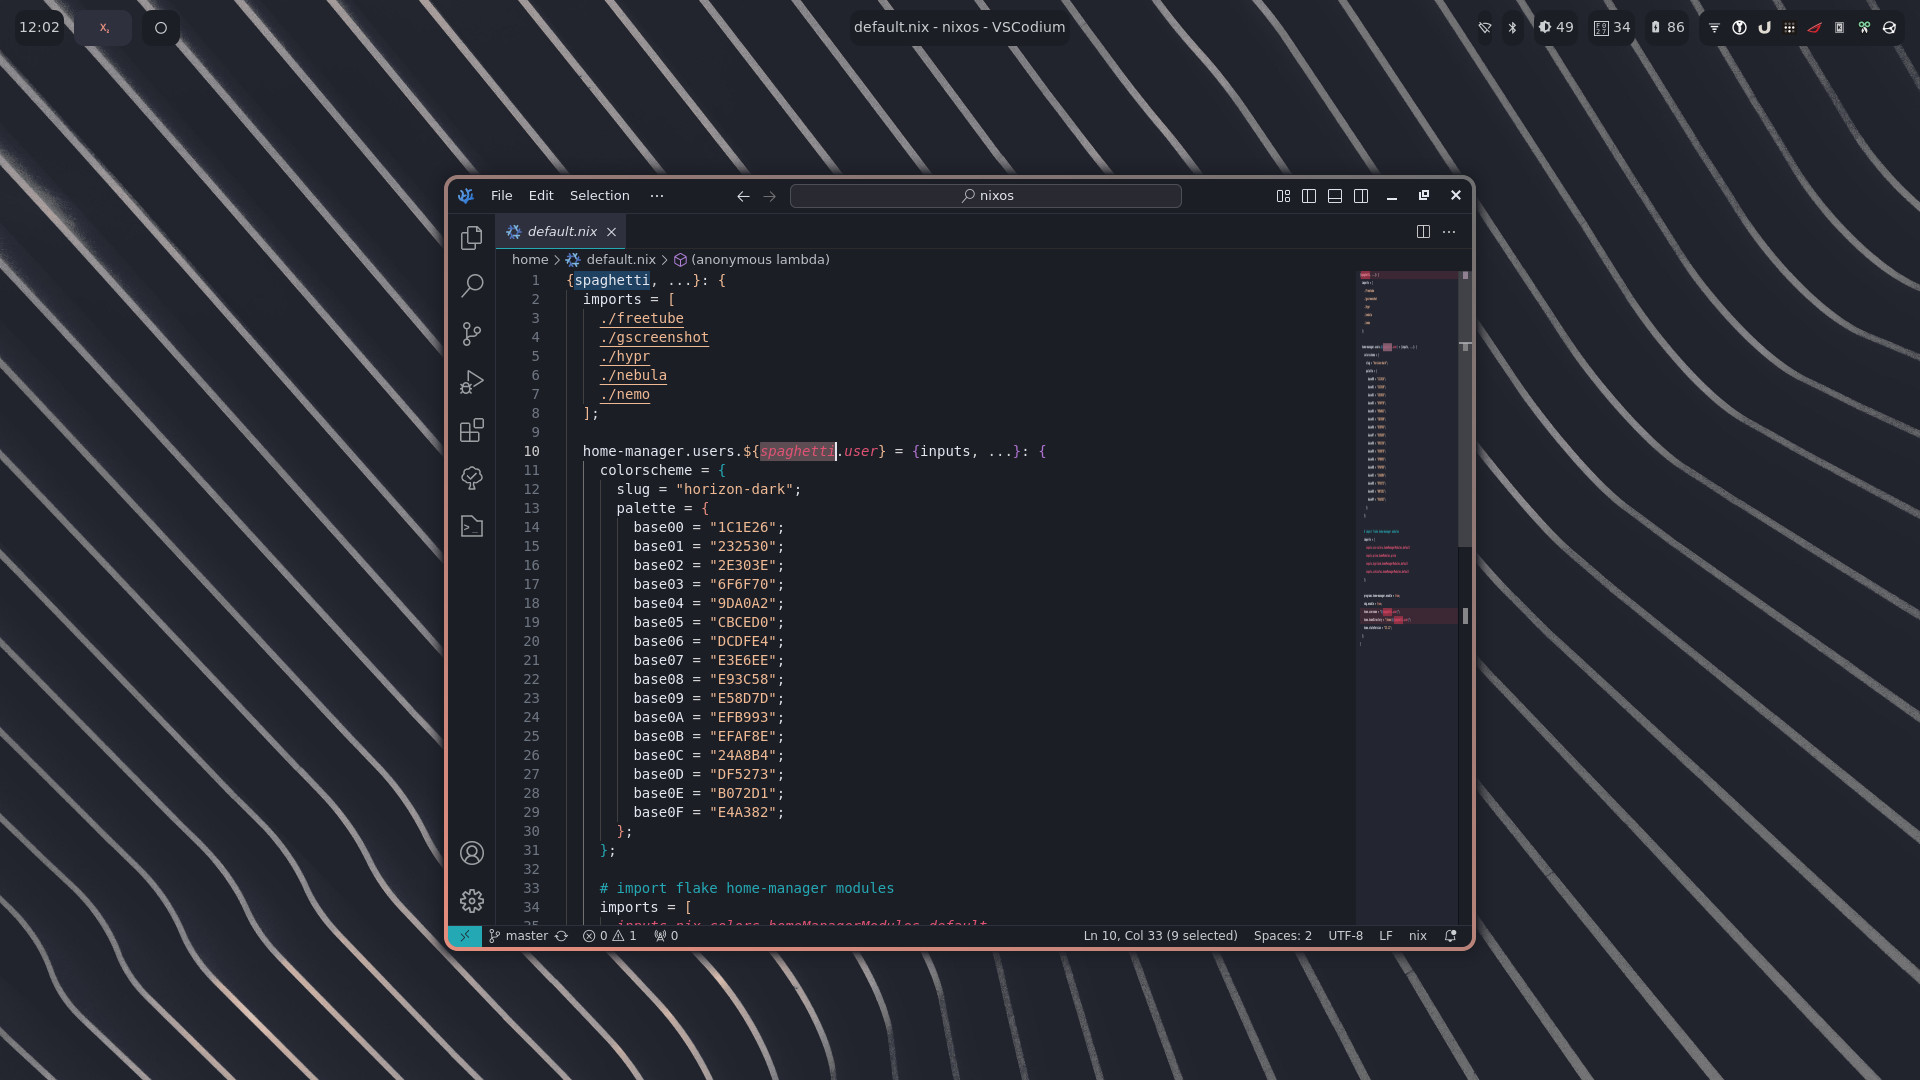 12:02
default.nix - nixos - VSCodium
49
34
86
File Edit Selection ···
nixos
default.nix
home > default.nix > (anonymous lambda)
1 {spaghetti, ...}: {
2 imports = [
3 ./freetube
4 ./gscreenshot
5 ./hypr
6 ./nebula
7 ./nemo
8 ];
9
10 home-manager.users.${spaghetti.user} = {inputs, ...}: {
11 colorscheme = {
12 slug = "horizon-dark";
13 palette = {
14 base00 = "1C1E26";
15 base01 = "232530";
16 base02 = "2E303E";
17 base03 = "6F6F70";
18 base04 = "9DA0A2";
19 base05 = "CBCED0";
20 base06 = "DCDFE4";
21 base07 = "E3E6EE";
22 base08 = "E93C58";
23 base09 = "E58D7D";
24 base0A = "EFB993";
25 base0B = "EFAF8E";
26 base0C = "24A8B4";
27 base0D = "DF5273";
28 base0E = "B072D1";
29 base0F = "E4A382";
30 };
31 };
32
33 # import flake home-manager modules
34 imports = [
35 inputs.nix-colors.homeManagerModules.default
master 0 1 0 Ln 10, Col 33 (9 selected) Spaces: 2 UTF-8 LF nix